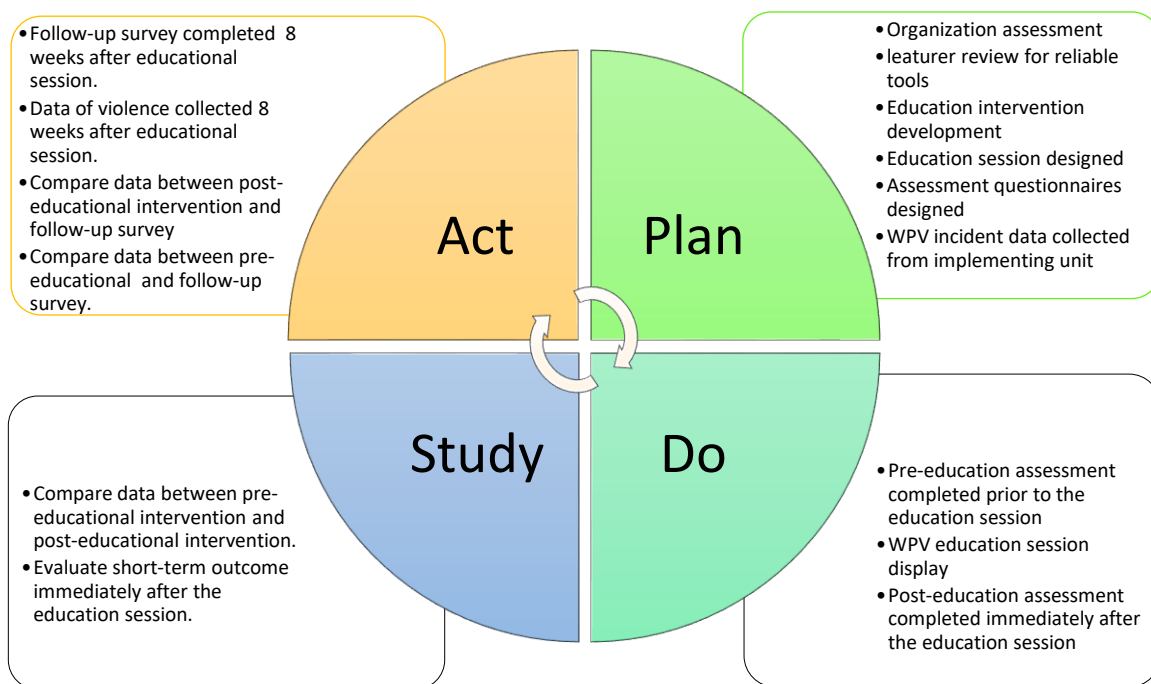 •Follow-up survey completed  8
weeks after educational
session.
•Data of violence collected 8
weeks after educational
session.
•Compare data between post-
educational intervention and
follow-up survey
•Compare data between pre-
educational  and follow-up
survey.
•Organization assessment
•leaturer review for reliable
tools
•Education intervention
development
•Education session designed
•Assessment questionnaires
designed
•WPV incident data collected
from implementing unit
Act
Plan
Study
Do
•Compare data between pre-
educational intervention and
post-educational intervention.
•Evaluate short-term outcome
immediately after the
education session.
•Pre-education assessment
completed prior to the
education session
•WPV education session
display
•Post-education assessment
completed immediately after
the education session